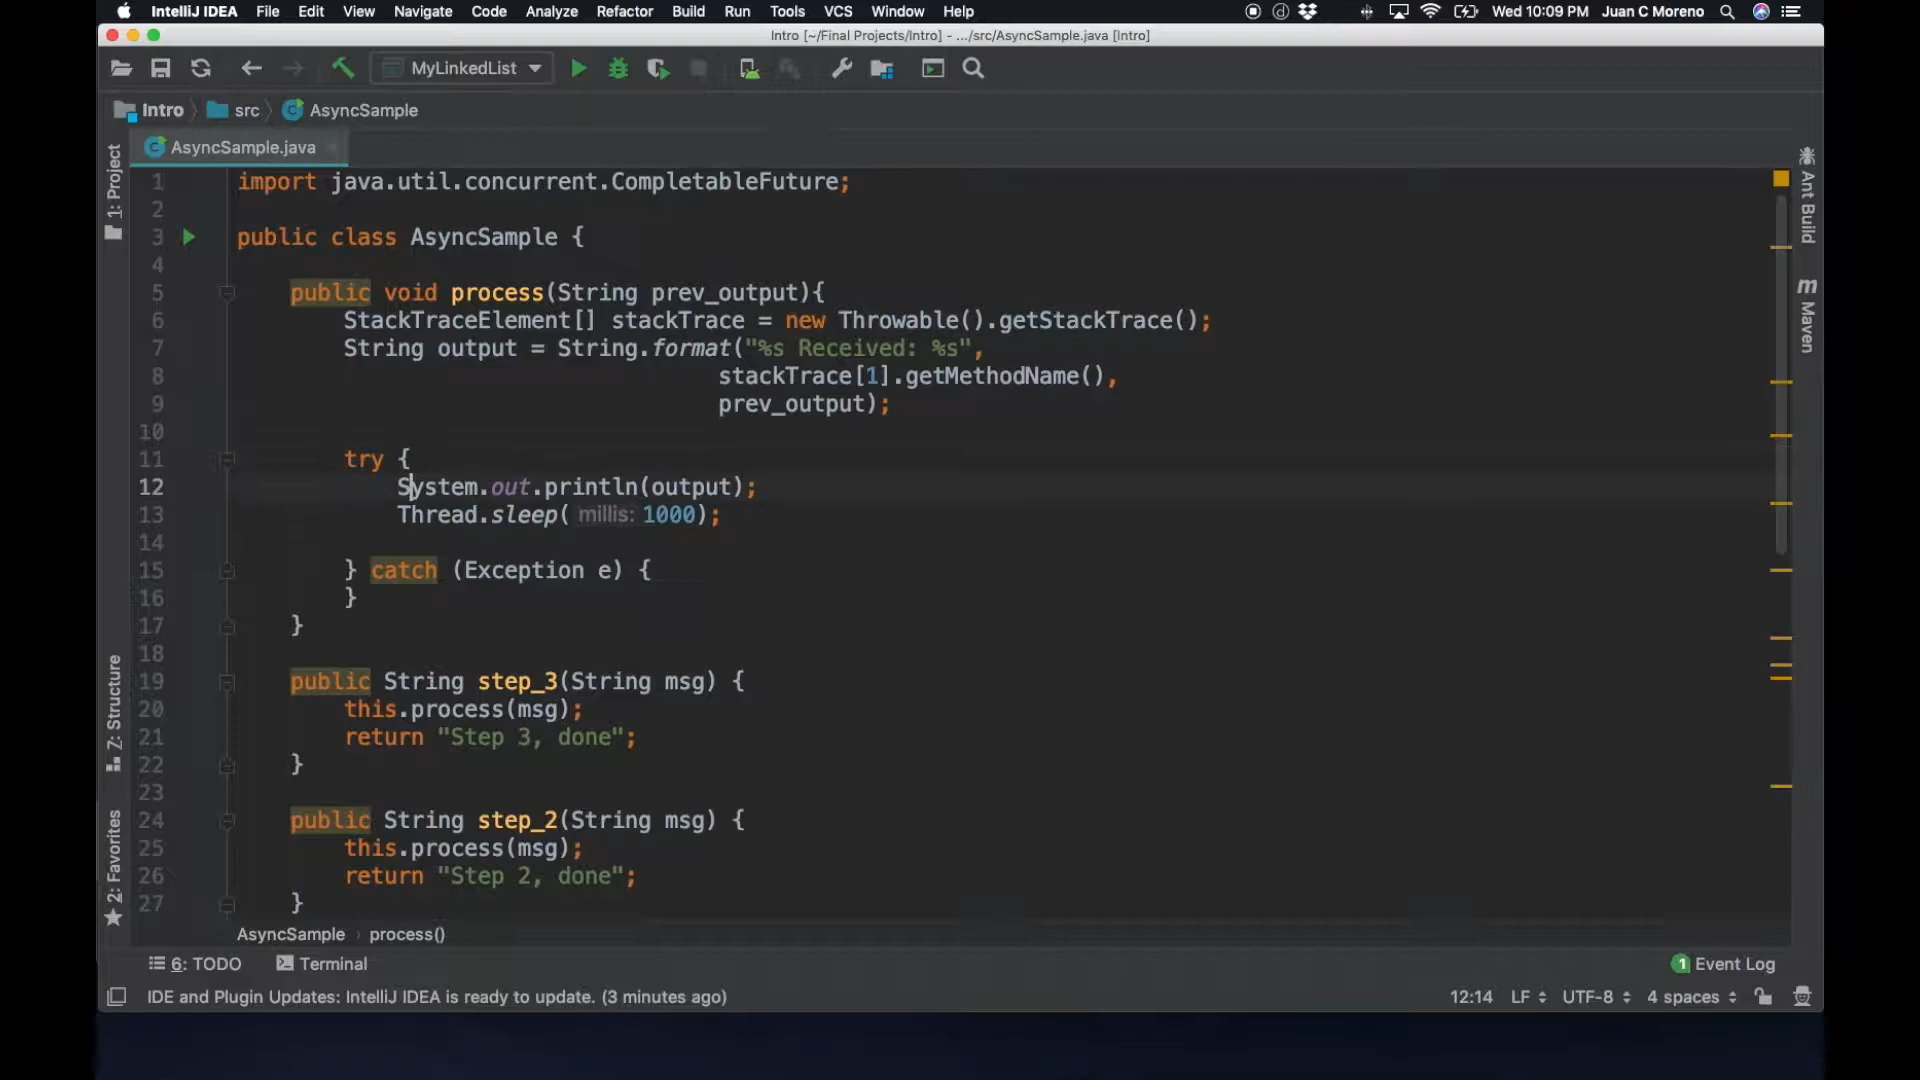 IntelliJ IDEA File Edit View Navigate Code Analyze Refactor Build Run Tools VCS Window Help Wed 10:09 PM Juan C Moreno
Intro [~/Final Projects/Intro] - .../src/AsyncSample.java [Intro]
MyLinkedList
Intro src AsyncSample
AsyncSample.java
1: Project
Z: Structure
2: Favorites
Ant Build
m Maven
1 import java.util.concurrent.CompletableFuture;
2
3 public class AsyncSample {
4
5 public void process(String prev_output){
6 StackTraceElement[] stackTrace = new Throwable().getStackTrace();
7 String output = String.format("%s Received: %s",
8 stackTrace[1].getMethodName(),
9 prev_output);
10
11 try {
12 System.out.println(output);
13 Thread.sleep( millis: 1000);
14
15 } catch (Exception e) {
16 }
17 }
18
19 public String step_3(String msg) {
20 this.process(msg);
21 return "Step 3, done";
22 }
23
24 public String step_2(String msg) {
25 this.process(msg);
26 return "Step 2, done";
27 }
AsyncSample › process()
6: TODO Terminal 1 Event Log
IDE and Plugin Updates: IntelliJ IDEA is ready to update. (3 minutes ago) 12:14 LF UTF-8 4 spaces